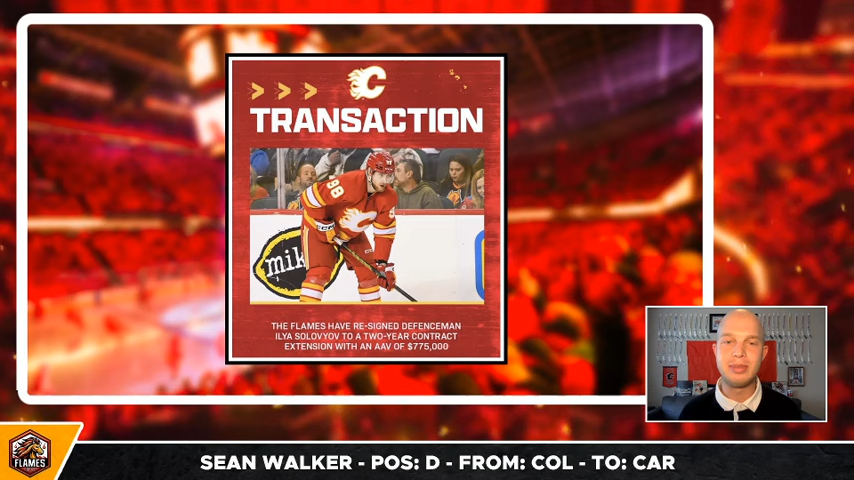 > > > C
TRANSACTION
98
mik
THE FLAMES HAVE RE-SIGNED DEFENCEMAN
ILYA SOLOVYOV TO A TWO-YEAR CONTRACT
EXTENSION WITH AN AAV OF $775,000
FLAMES
SEAN WALKER - POS: D - FROM: COL - TO: CAR